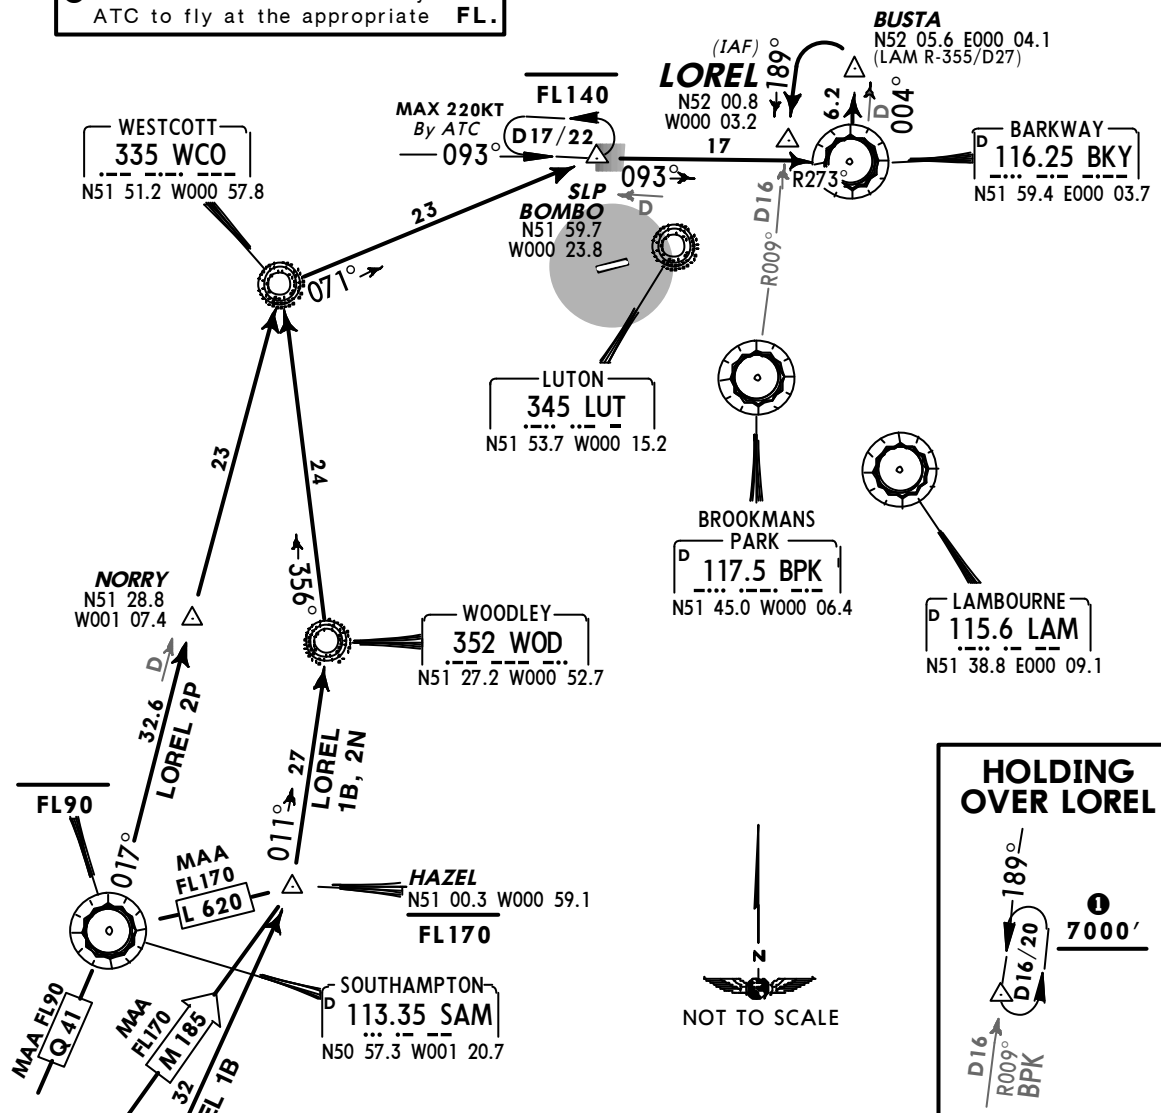 ATC to fly at the appropriate FL.
BUSTA
N52 05.6 E000 04.1
(LAM R-355/D27)
(IAF)
LOREL
N52 00.8
W000 03.2
189°
6.2
D
004°
FL140
MAX 220KT
By ATC
093°
D17/22
17
093°
R273°
D
SLP
BOMBO
N51 59.7
W000 23.8
D16
R009°
WESTCOTT
335 WCO
N51 51.2 W000 57.8
BARKWAY
D
116.25 BKY
N51 59.4 E000 03.7
23
071°
LUTON
345 LUT
N51 53.7 W000 15.2
23
24
BROOKMANS
PARK
D
117.5 BPK
N51 45.0 W000 06.4
LAMBOURNE
D
115.6 LAM
N51 38.8 E000 09.1
NORRY
N51 28.8
W001 07.4
356°
WOODLEY
352 WOD
N51 27.2 W000 52.7
D
32.6
LOREL 2P
27
LOREL
1B, 2N
FL90
017°
011°
MAA
FL170
L 620
HAZEL
N51 00.3 W000 59.1
FL170
SOUTHAMPTON
D
113.35 SAM
N50 57.3 W001 20.7
MAA FL90
Q 41
MAA
FL170
M 185
32
EL 1B
N
NOT TO SCALE
HOLDING
OVER LOREL
189°
1
7000′
D16/20
D16
R009°
BPK